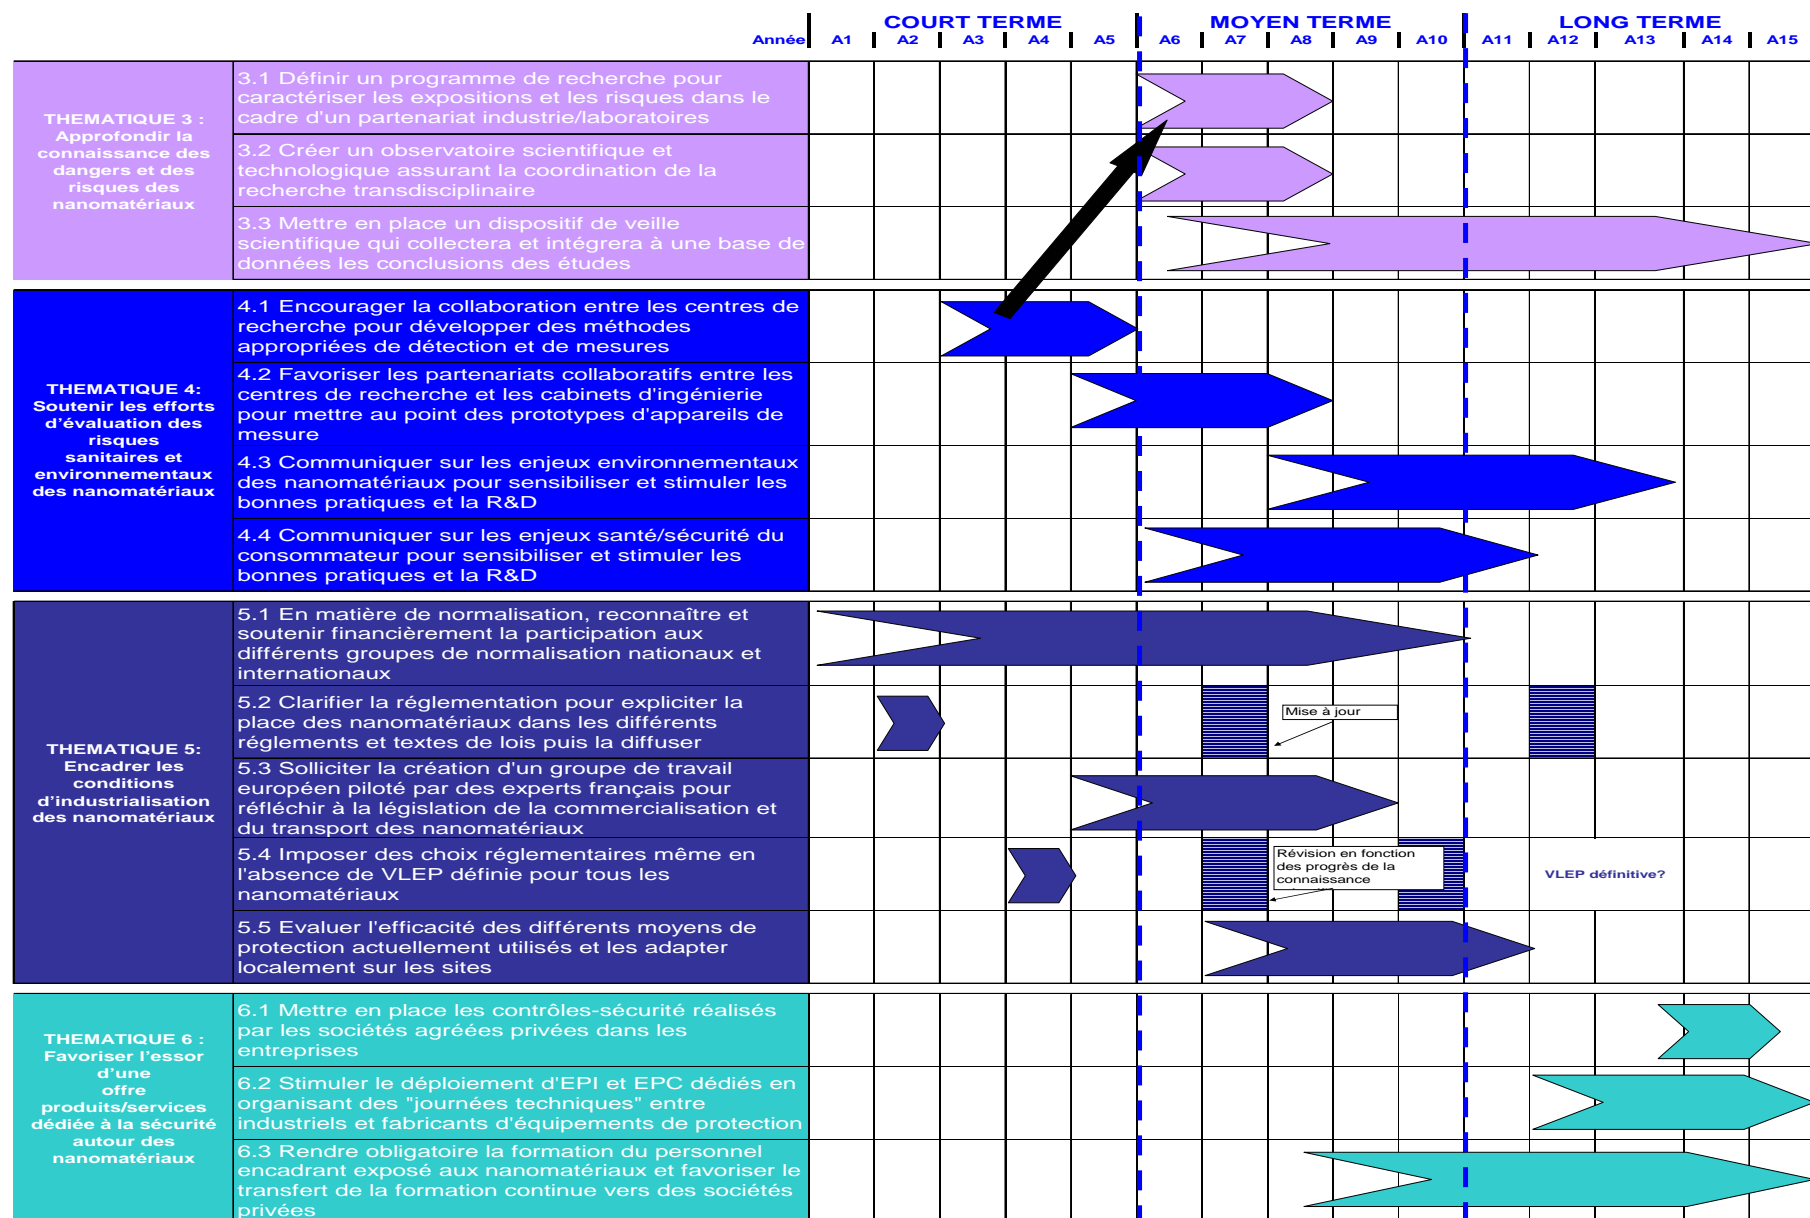 COURT TERME MOYEN TERME LONG TERME
Année A1 A2 A3 A4 A5 A6 A7 A8 A9 A10 A11 A12 A13 A14 A15
THEMATIQUE 3 :
Approfondir la
connaissance des
dangers et des
risques des
nanomatériaux
3.1 Définir un programme de recherche pour
caractériser les expositions et les risques dans le
cadre d'un partenariat industrie/laboratoires
3.2 Créer un observatoire scientifique et
technologique assurant la coordination de la
recherche transdisciplinaire
3.3 Mettre en place un dispositif de veille
scientifique qui collectera et intégrera à une base de
données les conclusions des études
THEMATIQUE 4:
Soutenir les efforts
d'évaluation des
risques
sanitaires et
environnementaux
des nanomatériaux
4.1 Encourager la collaboration entre les centres de
recherche pour développer des méthodes
appropriées de détection et de mesures
4.2 Favoriser les partenariats collaboratifs entre les
centres de recherche et les cabinets d'ingénierie
pour mettre au point des prototypes d'appareils de
mesure
4.3 Communiquer sur les enjeux environnementaux
des nanomatériaux pour sensibiliser et stimuler les
bonnes pratiques et la R&D
4.4 Communiquer sur les enjeux santé/sécurité du
consommateur pour sensibiliser et stimuler les
bonnes pratiques et la R&D
THEMATIQUE 5:
Encadrer les
conditions
d'industrialisation
des nanomatériaux
5.1 En matière de normalisation, reconnaître et
soutenir financièrement la participation aux
différents groupes de normalisation nationaux et
internationaux
5.2 Clarifier la réglementation pour expliciter la
place des nanomatériaux dans les différents
réglements et textes de lois puis la diffuser
Mise à jour
5.3 Solliciter la création d'un groupe de travail
européen piloté par des experts français pour
réfléchir à la législation de la commercialisation et
du transport des nanomatériaux
5.4 Imposer des choix réglementaires même en
l'absence de VLEP définie pour tous les
nanomatériaux
Révision en fonction
des progrès de la
connaissance
VLEP définitive?
5.5 Evaluer l'efficacité des différents moyens de
protection actuellement utilisés et les adapter
localement sur les sites
THEMATIQUE 6 :
Favoriser l'essor
d'une
offre
produits/services
dédiée à la sécurité
autour des
nanomatériaux
6.1 Mettre en place les contrôles-sécurité réalisés
par les sociétés agréées privées dans les
entreprises
6.2 Stimuler le déploiement d'EPI et EPC dédiés en
organisant des "journées techniques" entre
industriels et fabricants d'équipements de protection
6.3 Rendre obligatoire la formation du personnel
encadrant exposé aux nanomatériaux et favoriser le
transfert de la formation continue vers des sociétés
privées